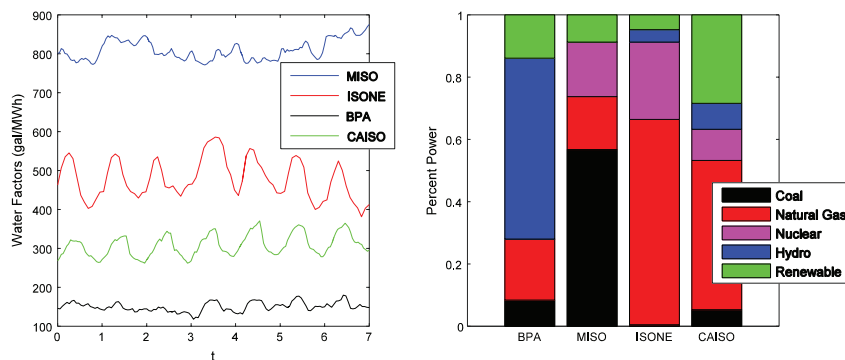 900
800
700
600
500
400
300
200
100
0 1 2 3 4 5 6 7
t
Water Factors (gall/MWh)
MISO
ISONE
BPA
CAISO
1
0.8
0.6
0.4
0.2
0
Percent Power
BPA MISO ISONE CAISO
Coal
Natural Gas
Nuclear
Hydro
Renewable